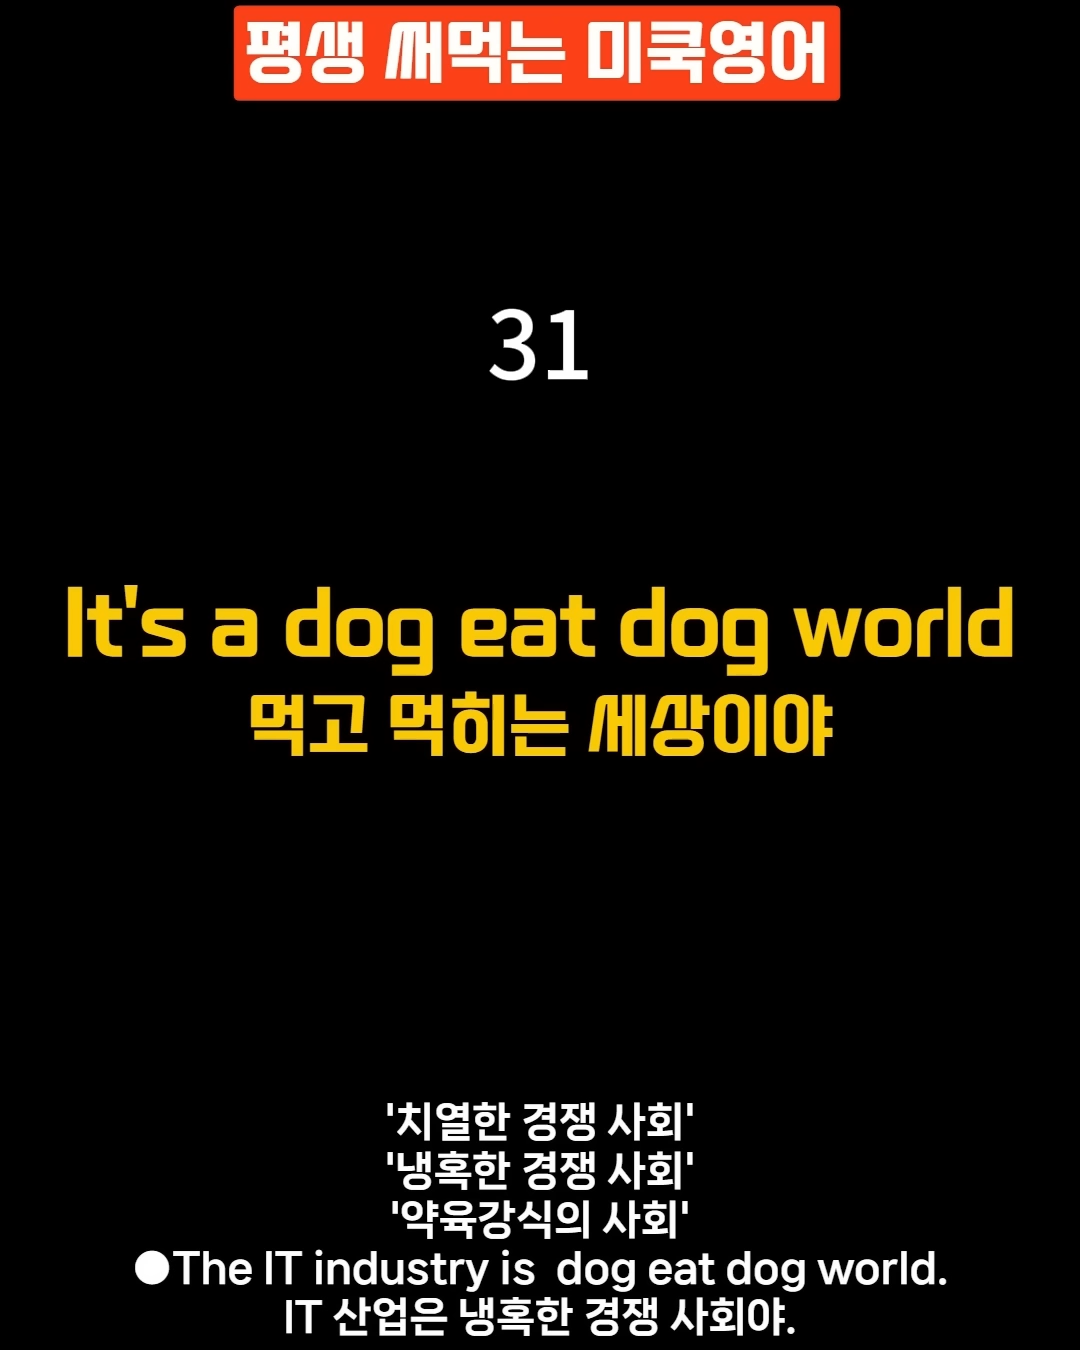 평생 써먹는 미쿡영어
31
It's a dog eat dog world
먹고 먹히는 세상이야
'치열한 경쟁 사회'
'냉혹한 경쟁 사회'
'약육강식의 사회'
●The IT industry is  dog eat dog world.
IT 산업은 냉혹한 경쟁 사회야.